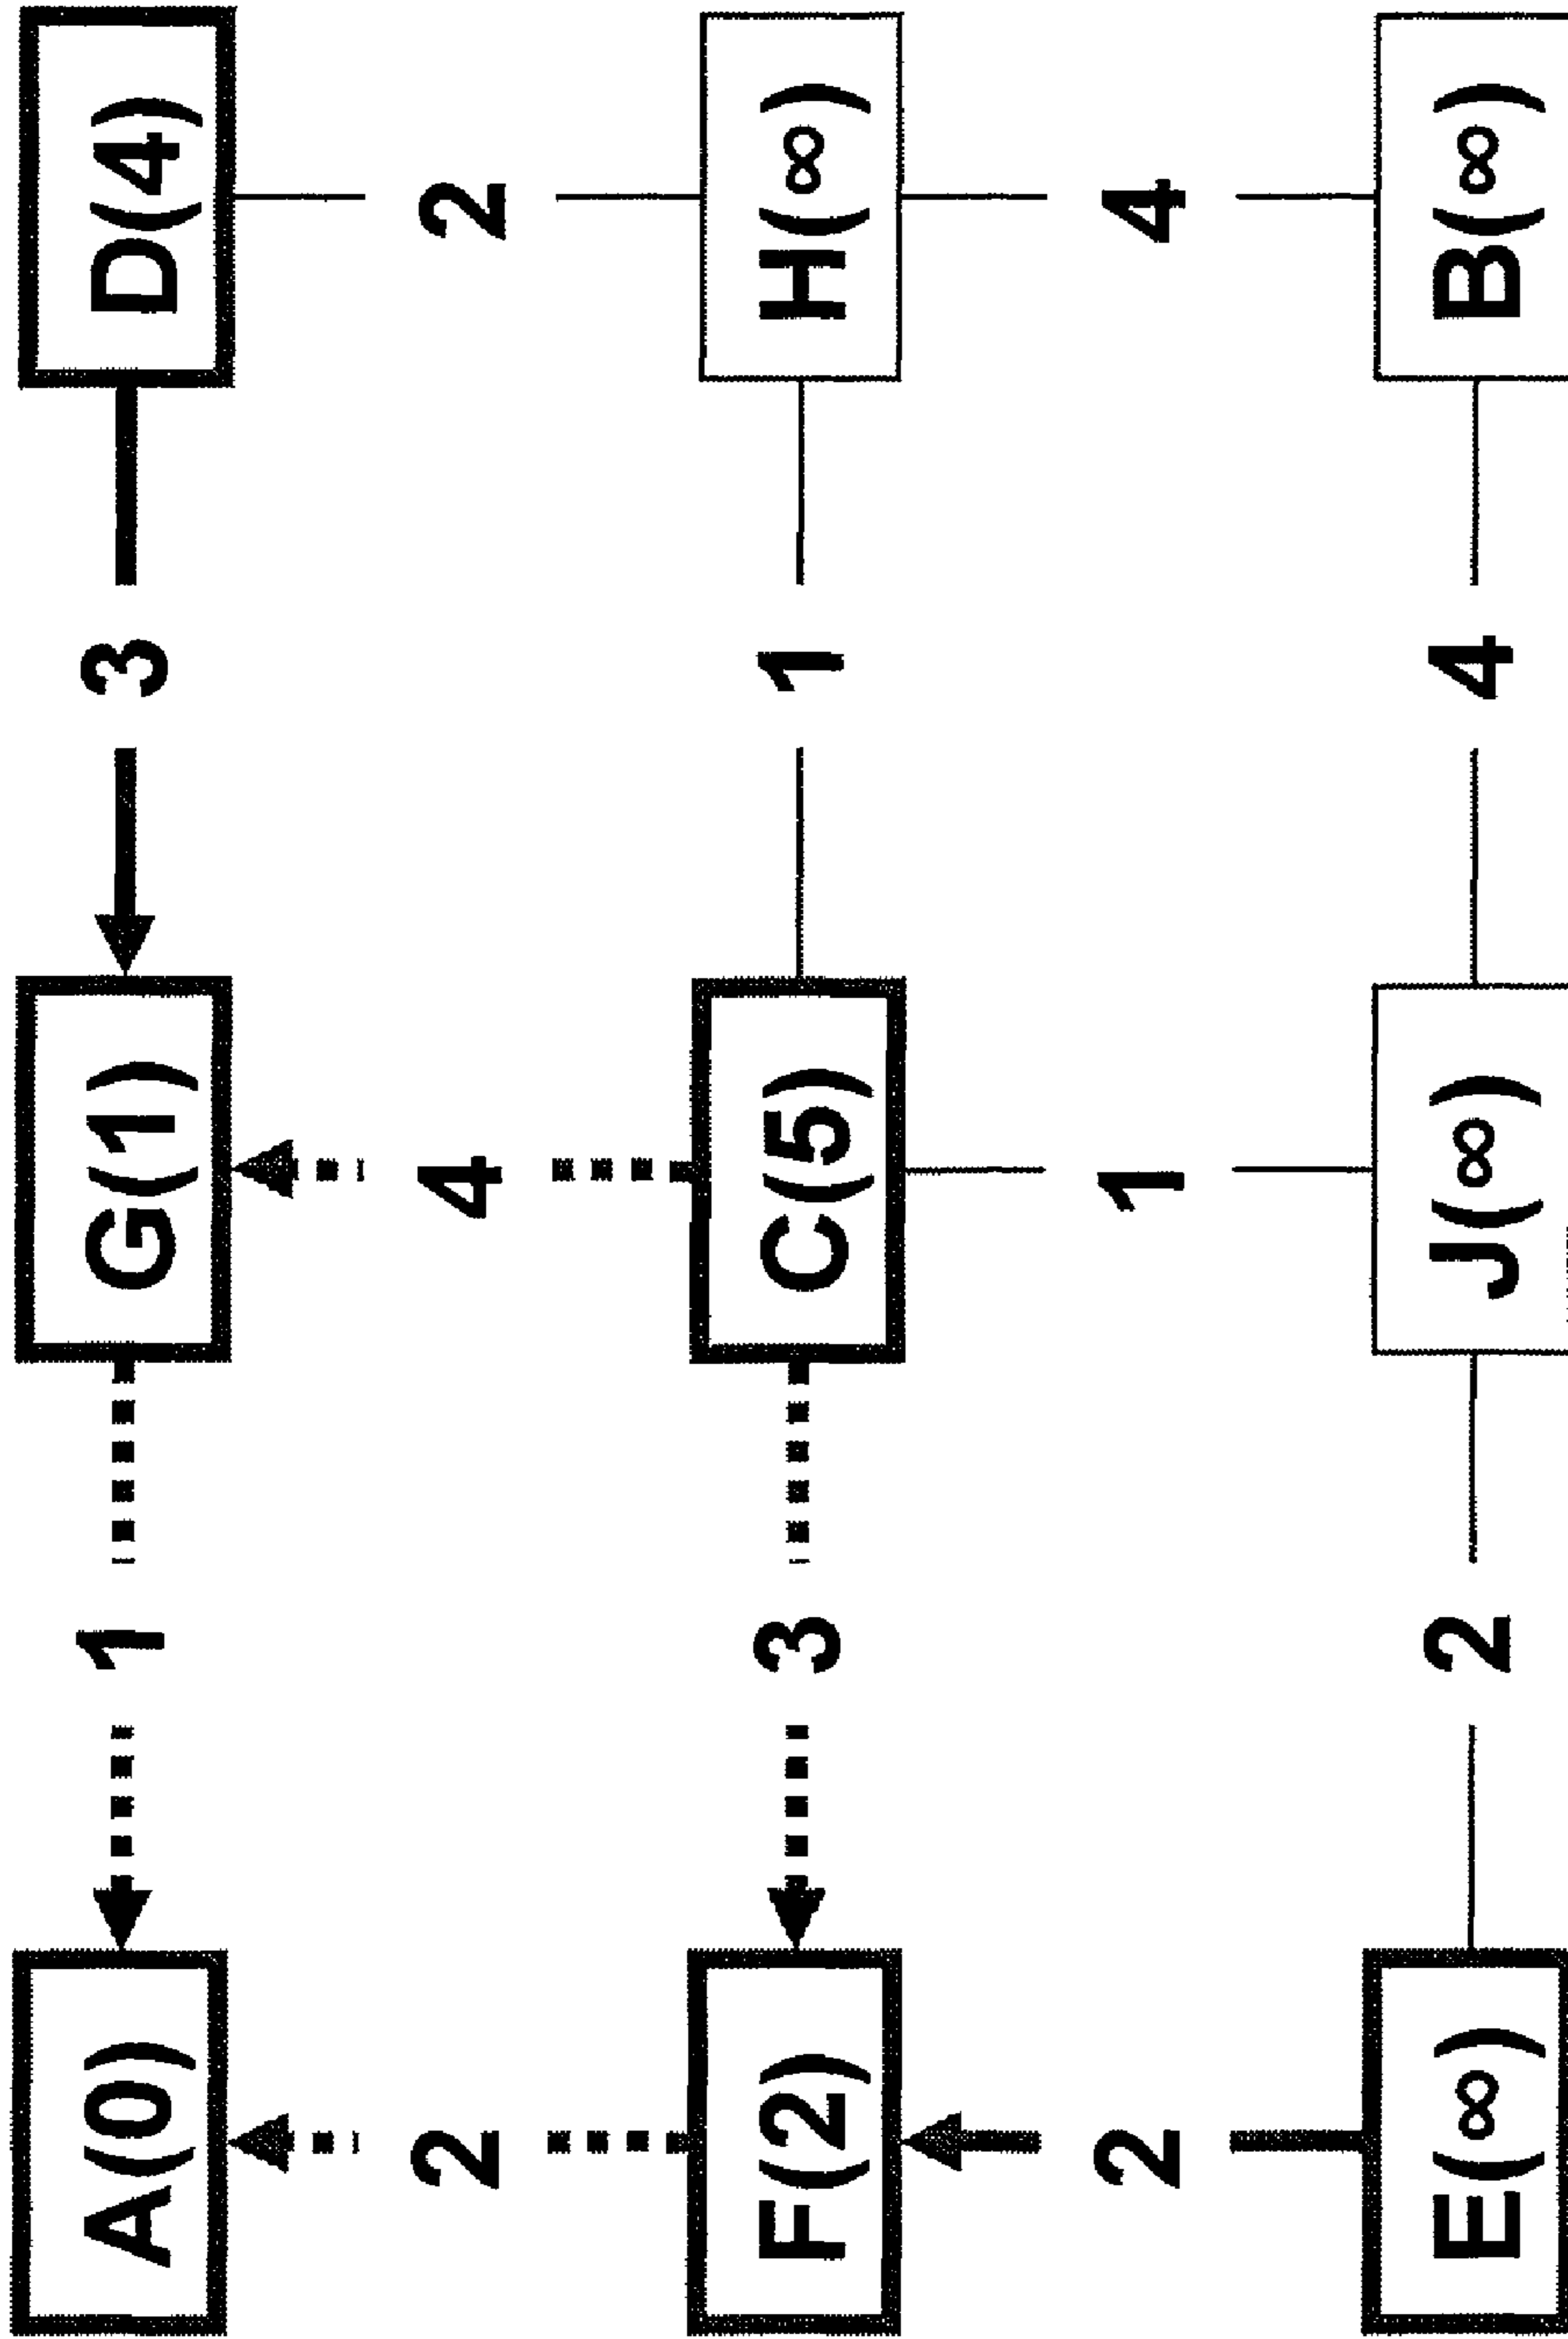 A(0) 1 G(1) 3 D(4)
2 4 2
F(2) 3 C(5) 1 H(∞)
2 1 4
E(∞) 2 J(∞) 4 B(∞)